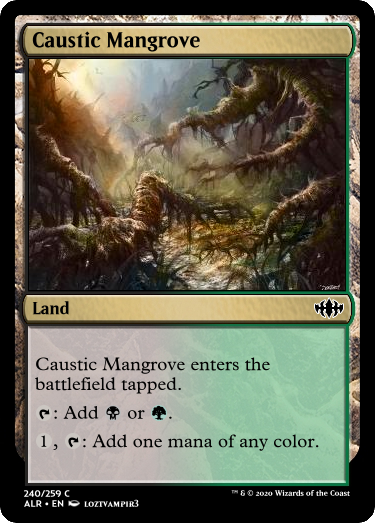 Caustic Mangrove
Land
Caustic Mangrove enters the
battlefield tapped.
: Add or .
1 , : Add one mana of any color.
240/259 C
ALR • EN LOZTVAMPIR3
™ & © 2020 Wizards of the Coast